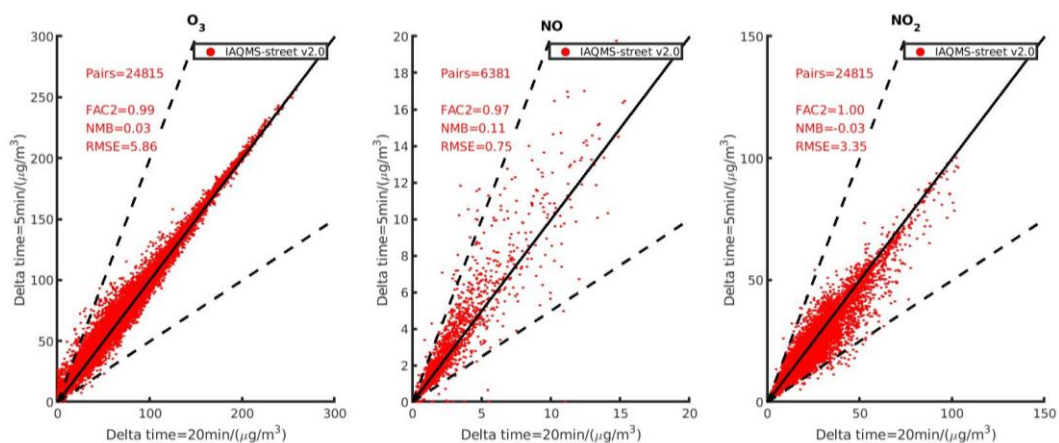 O3
IAQMS-street v2.0
Pairs=24815
FAC2=0.99
NMB=0.03
RMSE=5.86
Delta time=5min/(μg/m3)
300
250
200
150
100
50
0
0 100 200 300
Delta time=20min/(μg/m3)
NO
IAQMS-street v2.0
Pairs=6381
FAC2=0.97
NMB=0.11
RMSE=0.75
Delta time=5min/(μg/m3)
20
18
16
14
12
10
8
6
4
2
0
0 5 10 15 20
Delta time=20min/(μg/m3)
NO2
IAQMS-street v2.0
Pairs=24815
FAC2=1.00
NMB=-0.03
RMSE=3.35
Delta time=5min/(μg/m3)
150
100
50
0
0 50 100 150
Delta time=20min/(μg/m3)